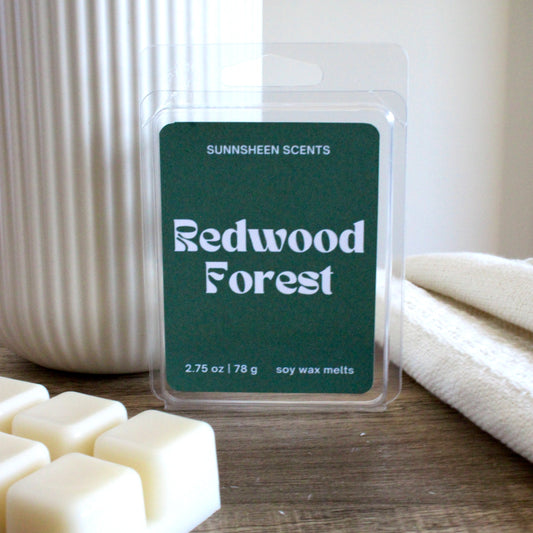 SUNNSHEEN SCENTS
Redwood
Forest
2.75 oz | 78 g soy wax melts